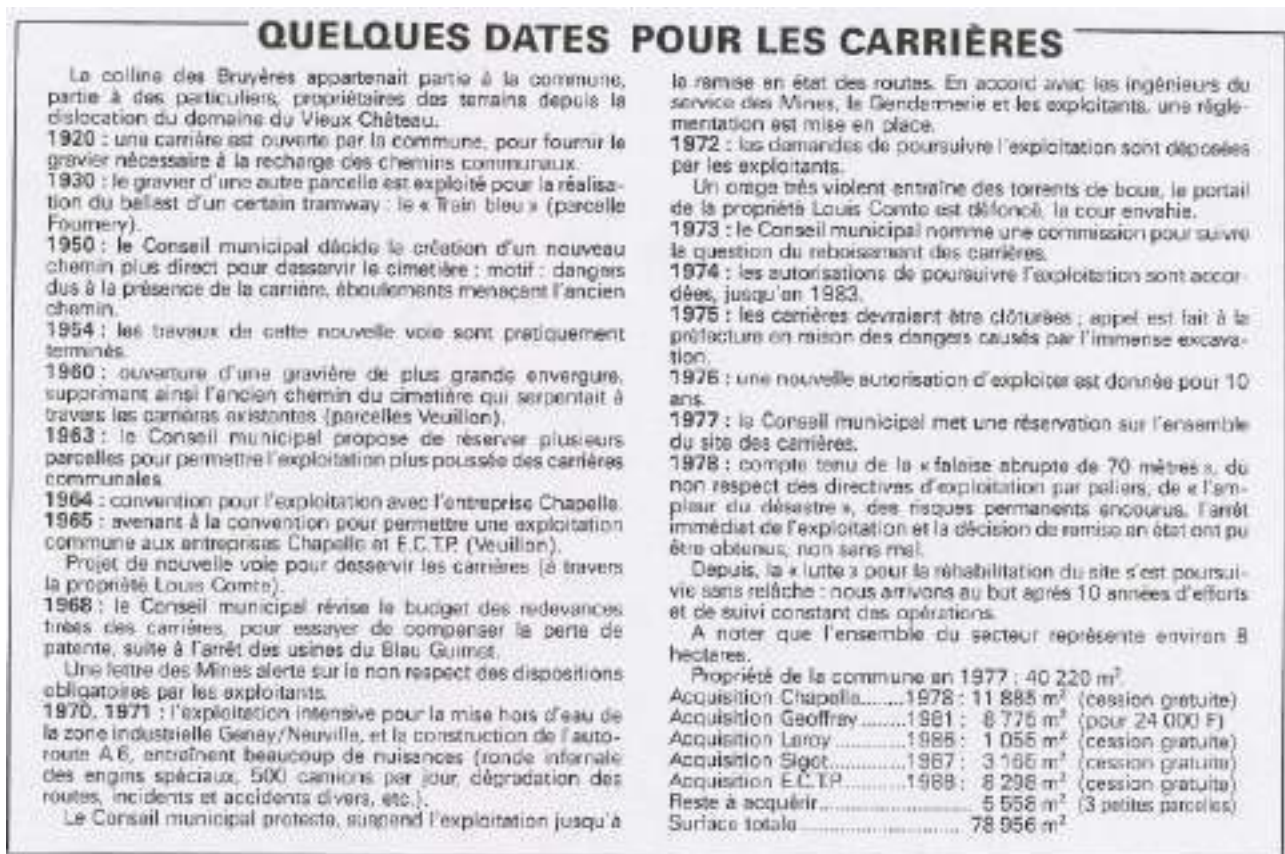 QUELQUES DATES POUR LES CARRIÈRES
La colline des Bruyères appartenait partie à la commune,
partie à des particuliers, propriétaires des terrains depuis la
dislocation du domaine du Vieux Château.
1920 : une carrière est ouverte par la commune, pour fournir le
gravier nécessaire à la recharge des chemins communaux.
1930 : le gravier d'une autre parcelle est exploité pour la réalisa-
tion du ballast d'un certain tramway : le « Train bleu » (parcelle
Fournery).
1950 : le Conseil municipal décide la création d'un nouveau
chemin plus direct pour desservir le cimetière ; motif : dangers
dus à la présence de la carrière, éboulements menaçant l'ancien
chemin.
1954 : les travaux de cette nouvelle voie sont pratiquement
terminés.
1960 : ouverture d'une gravière de plus grande envergure,
supprimant ainsi l'ancien chemin du cimetière qui serpentait à
travers les carrières existantes (parcelles Veuillon).
1963 : le Conseil municipal propose de réserver plusieurs
parcelles pour permettre l'exploitation plus poussée des carrières
communales.
1964 : convention pour l'exploitation avec l'entreprise Chapelle.
1965 : avenant à la convention pour permettre une exploitation
commune aux entreprises Chapelle et E.C.T.P. (Veuillon).
Projet de nouvelle voie pour desservir les carrières (à travers
la propriété Louis Comte).
1968 : le Conseil municipal révise le budget des redevances
tirées des carrières, pour essayer de compenser la perte de
patente, suite à l'arrêt des usines du Bleu Guimet.
Une lettre des Mines alerte sur le non respect des dispositions
obligatoires par les exploitants.
1970, 1971 : l'exploitation intensive pour la mise hors d'eau de
la zone industrielle Genay/Neuville, et la construction de l'auto-
route A 6, entraînent beaucoup de nuisances (ronde infernale
des engins spéciaux, 500 camions par jour, dégradation des
routes, incidents et accidents divers, etc.).
Le Conseil municipal proteste, suspend l'exploitation jusqu'à
la remise en état des routes. En accord avec les ingénieurs du
service des Mines, la Gendarmerie et les exploitants, une régle-
mentation est mise en place.
1972 : les demandes de poursuivre l'exploitation sont déposées
par les exploitants.
Un orage très violent entraîne des torrents de boue, le portail
de la propriété Louis Comte est défoncé, la cour envahie.
1973 : le Conseil municipal nomme une commission pour suivre
la question du reboisement des carrières.
1974 : les autorisations de poursuivre l'exploitation sont accor-
dées, jusqu'en 1983.
1975 : les carrières devraient être clôturées ; appel est fait à la
préfecture en raison des dangers causés par l'immense excava-
tion.
1976 : une nouvelle autorisation d'exploiter est donnée pour 10
ans.
1977 : le Conseil municipal met une réservation sur l'ensemble
du site des carrières.
1978 : compte tenu de la « falaise abrupte de 70 mètres », du
non respect des directives d'exploitation par paliers, de « l'am-
pleur du désastre », des risques permanents encourus, l'arrêt
immédiat de l'exploitation et la décision de remise en état ont pu
être obtenus, non sans mal.
Depuis, la « lutte » pour la réhabilitation du site s'est poursui-
vie sans relâche : nous arrivons au but après 10 années d'efforts
et de suivi constant des opérations.
A noter que l'ensemble du secteur représente environ 8
hectares.
Propriété de la commune en 1977 : 40 220 m².
Acquisition Chapelle........1978 : 11 885 m² (cession gratuite)
Acquisition Geoffray........1981 : 8 775 m² (pour 24 000 F)
Acquisition Leroy............1986 : 1 055 m² (cession gratuite)
Acquisition Sigot............1987 : 3 165 m² (cession gratuite)
Acquisition E.C.T.P..........1988 : 8 298 m² (cession gratuite)
Reste à acquérir........................ 5 558 m² (3 petites parcelles)
Surface totale........................... 78 956 m²